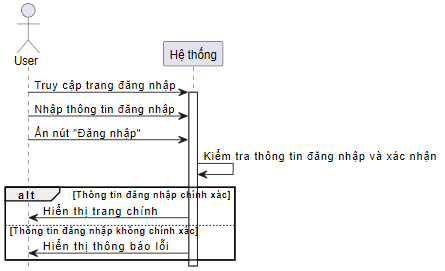 User
Hệ thống
Truy cập trang đăng nhập
Nhập thông tin đăng nhập
Ấn nút "Đăng nhập"
Kiểm tra thông tin đăng nhập và xác nhận
alt [Thông tin đăng nhập chính xác]
Hiển thị trang chính
[Thông tin đăng nhập không chính xác]
Hiển thị thông báo lỗi